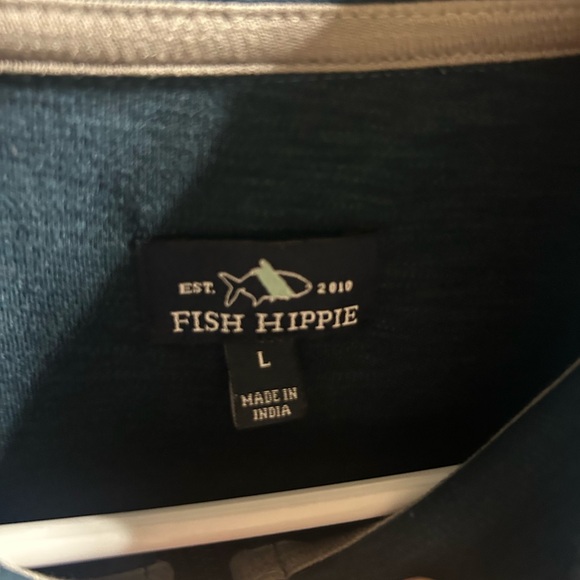 EST. 2010
FISH HIPPIE
L
MADE IN
INDIA